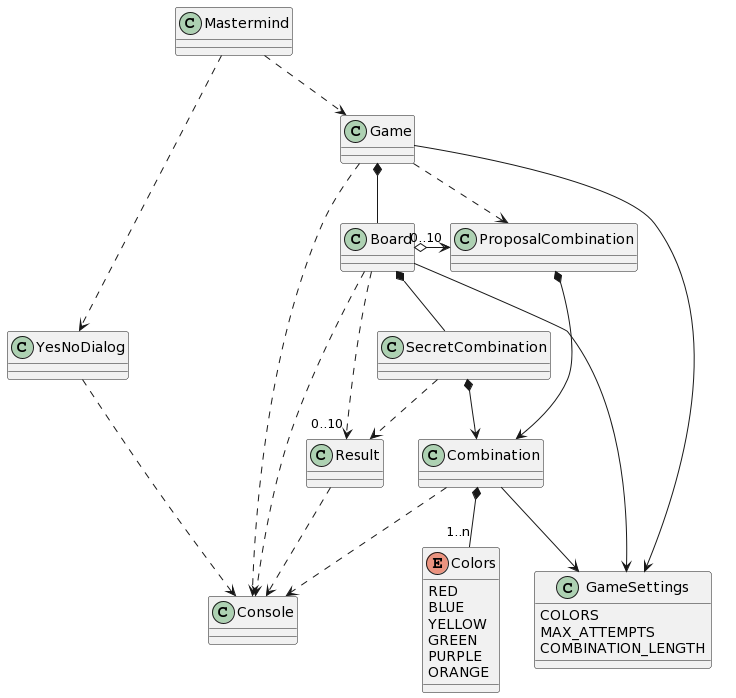 C Mastermind
C Game
C Board
0..10
C ProposalCombination
C YesNoDialog
C SecretCombination
0..10
C Result
C Combination
1..n
E Colors
RED
BLUE
YELLOW
GREEN
PURPLE
ORANGE
C GameSettings
COLORS
MAX_ATTEMPTS
COMBINATION_LENGTH
C Console